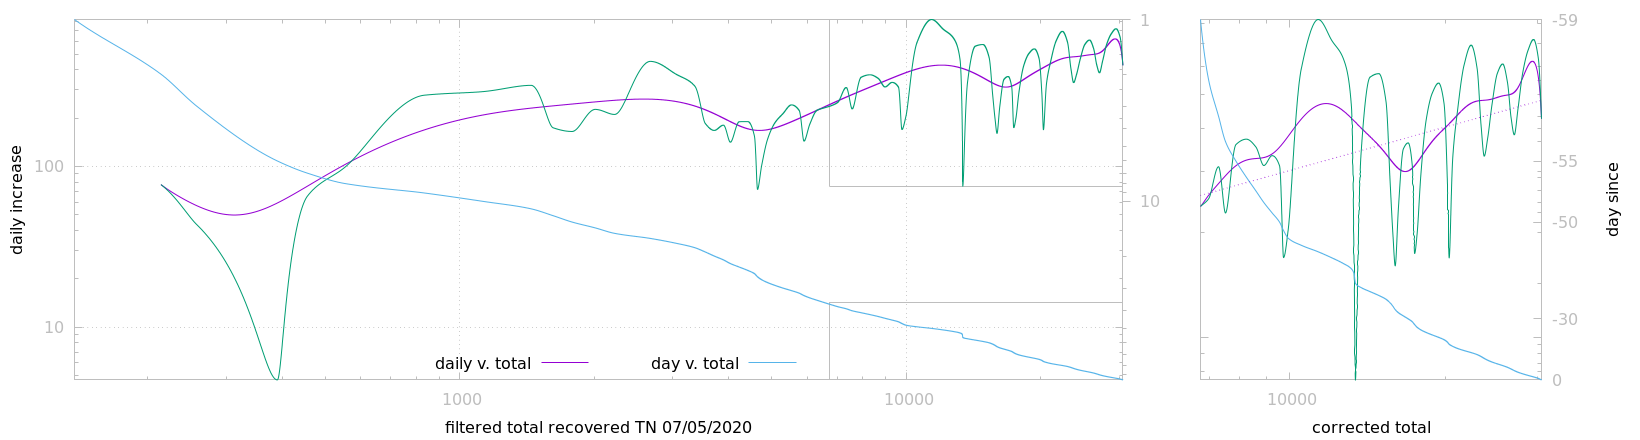 daily increase
100
10
1000
10000
1
10
daily v. total
day v. total
filtered total recovered TN 07/05/2020
-59
-55
-50
-30
0
day since
10000
corrected total